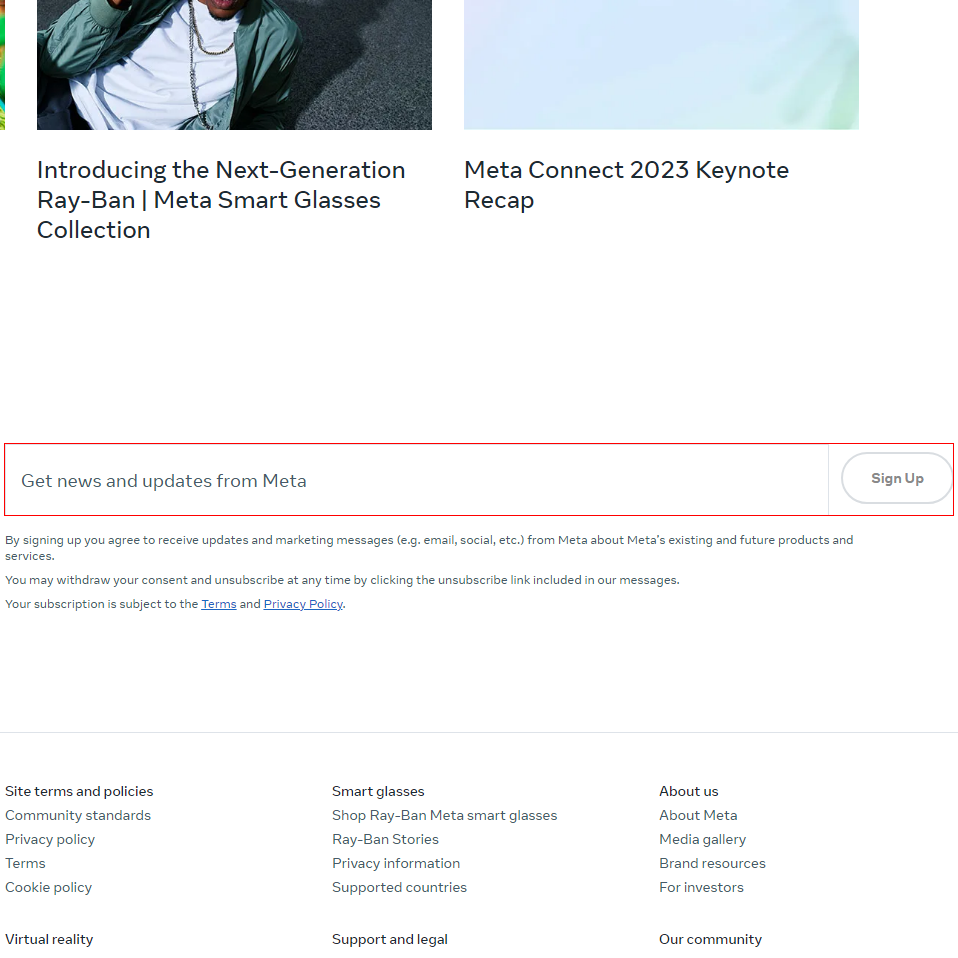 Introducing the Next-Generation
Ray-Ban | Meta Smart Glasses
Collection
Meta Connect 2023 Keynote
Recap
Get news and updates from Meta
Sign Up
By signing up you agree to receive updates and marketing messages (e.g. email, social, etc.) from Meta about Meta's existing and future products and
services.
You may withdraw your consent and unsubscribe at any time by clicking the unsubscribe link included in our messages.
Your subscription is subject to the Terms and Privacy Policy.
Site terms and policies
Community standards
Privacy policy
Terms
Cookie policy
Smart glasses
Shop Ray-Ban Meta smart glasses
Ray-Ban Stories
Privacy information
Supported countries
About us
About Meta
Media gallery
Brand resources
For investors
Virtual reality
Support and legal
Our community